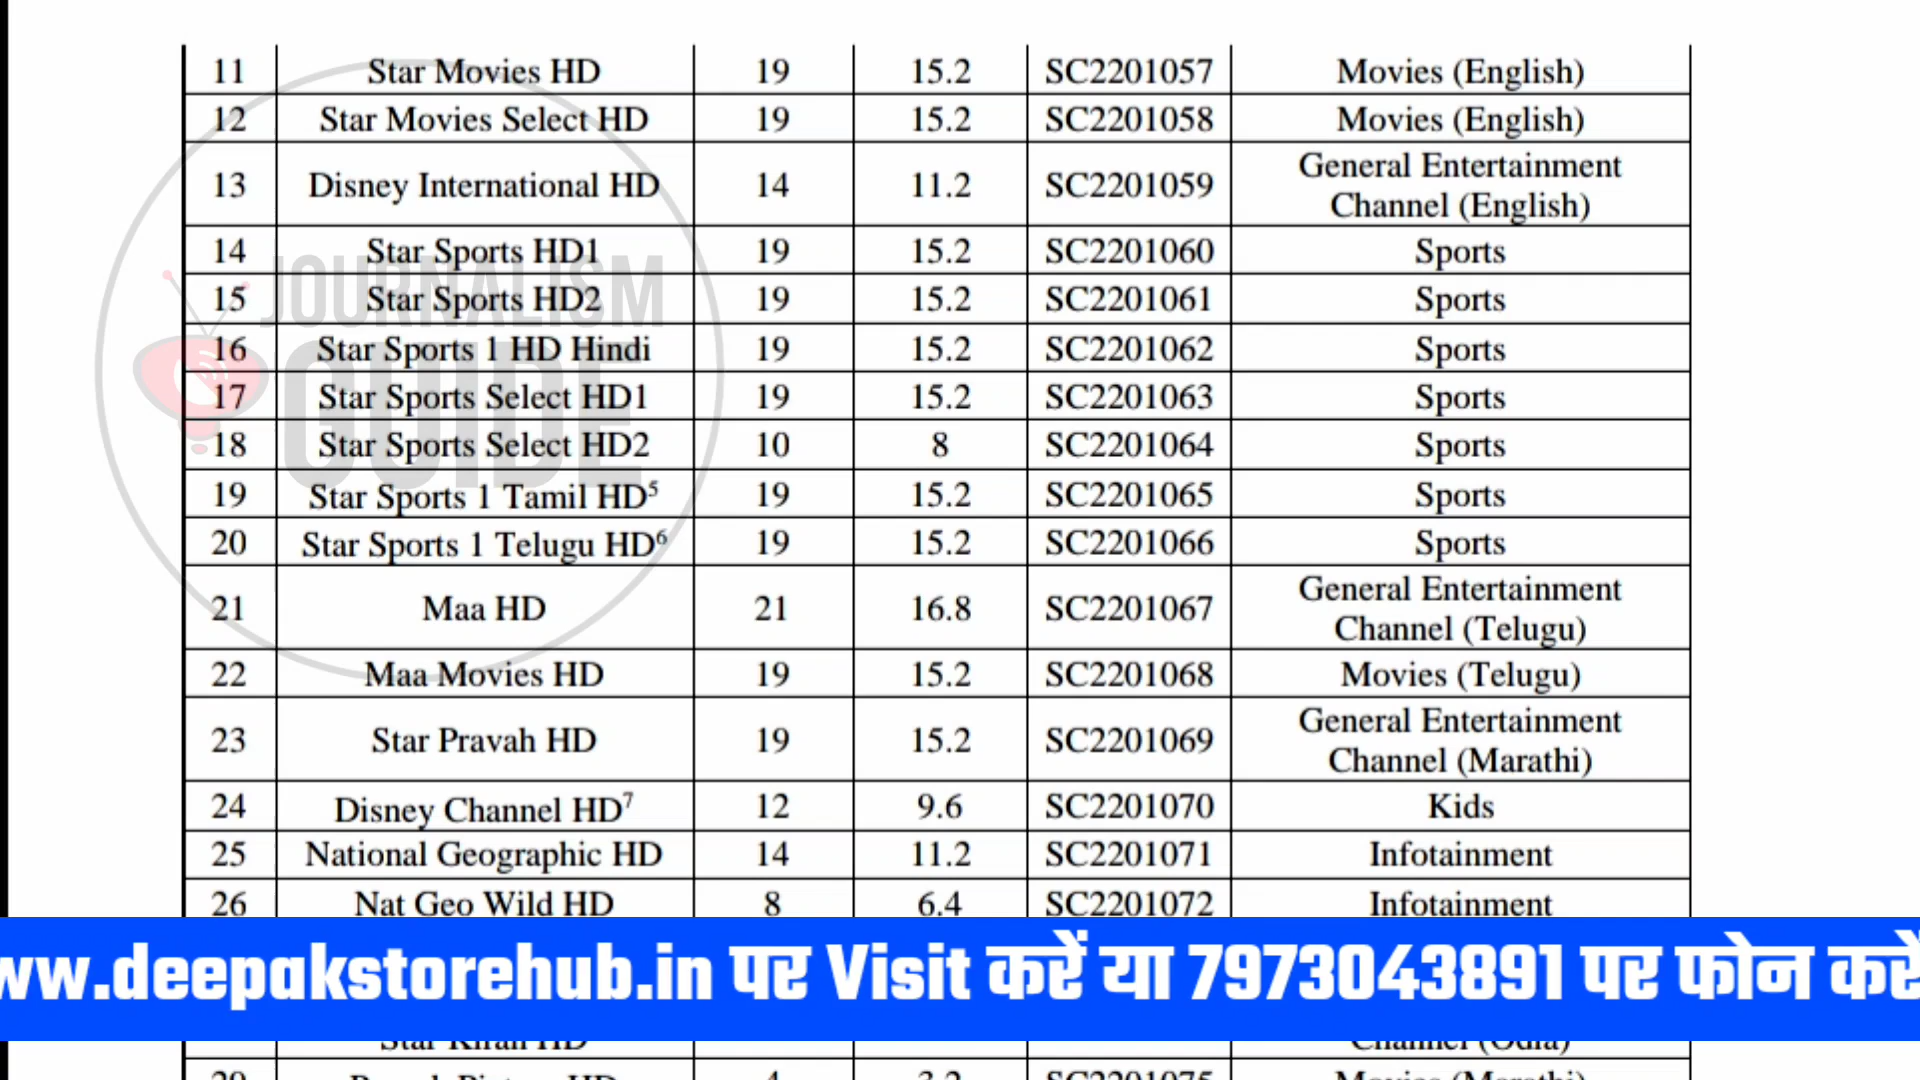 11 Star Movies HD 19 15.2 SC2201057 Movies (English)
12 Star Movies Select HD 19 15.2 SC2201058 Movies (English)
13 Disney International HD 14 11.2 SC2201059 General Entertainment Channel (English)
14 Star Sports HD1 19 15.2 SC2201060 Sports
15 Star Sports HD2 19 15.2 SC2201061 Sports
16 Star Sports 1 HD Hindi 19 15.2 SC2201062 Sports
17 Star Sports Select HD1 19 15.2 SC2201063 Sports
18 Star Sports Select HD2 10 8 SC2201064 Sports
19 Star Sports 1 Tamil HD⁵ 19 15.2 SC2201065 Sports
20 Star Sports 1 Telugu HD⁶ 19 15.2 SC2201066 Sports
21 Maa HD 21 16.8 SC2201067 General Entertainment Channel (Telugu)
22 Maa Movies HD 19 15.2 SC2201068 Movies (Telugu)
23 Star Pravah HD 19 15.2 SC2201069 General Entertainment Channel (Marathi)
24 Disney Channel HD⁷ 12 9.6 SC2201070 Kids
25 National Geographic HD 14 11.2 SC2201071 Infotainment
26 Nat Geo Wild HD 8 6.4 SC2201072 Infotainment
JOURNALISM
GUIDE
ww.deepakstorehub.in पर Visit करें या 7973043891 पर फोन करें
Star Kiran HD Channel (Odia)